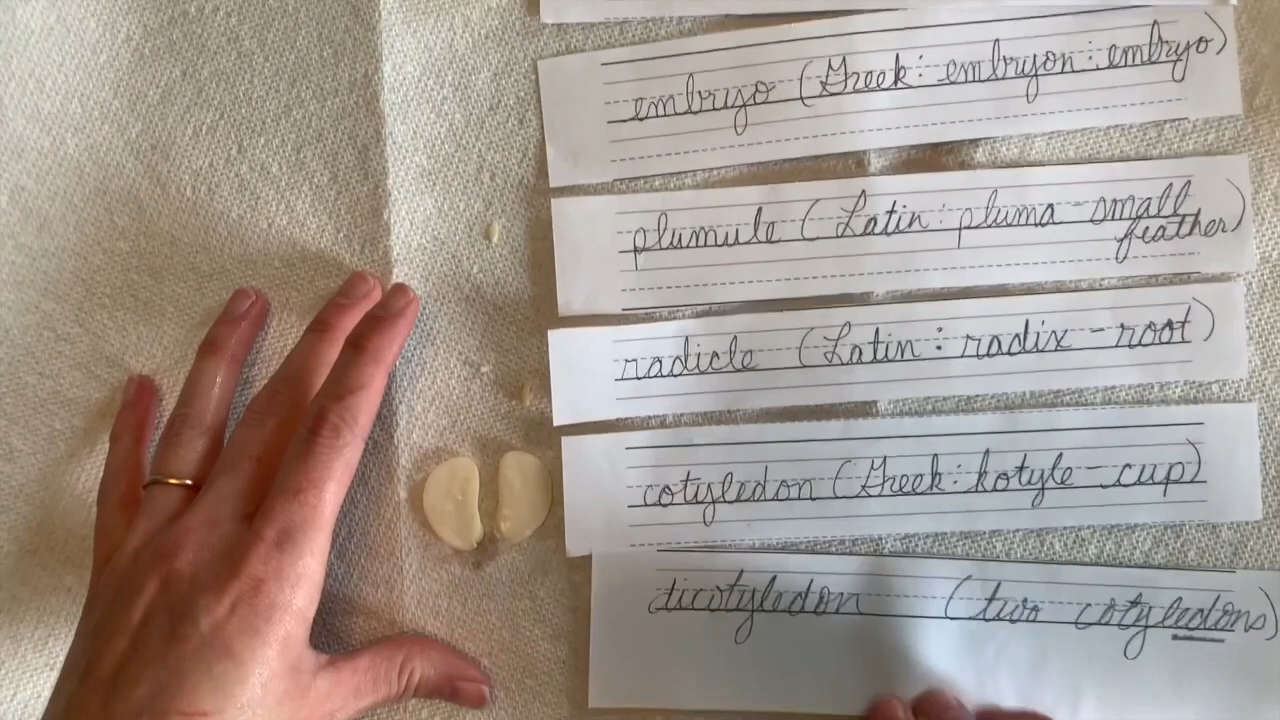 embryo (Greek: embryon: embryo)
plumule (Latin: pluma - small
feather)
radicle (Latin: radix - root)
cotyledon (Greek: kotyle - cup)
dicotyledon (two cotyledons)